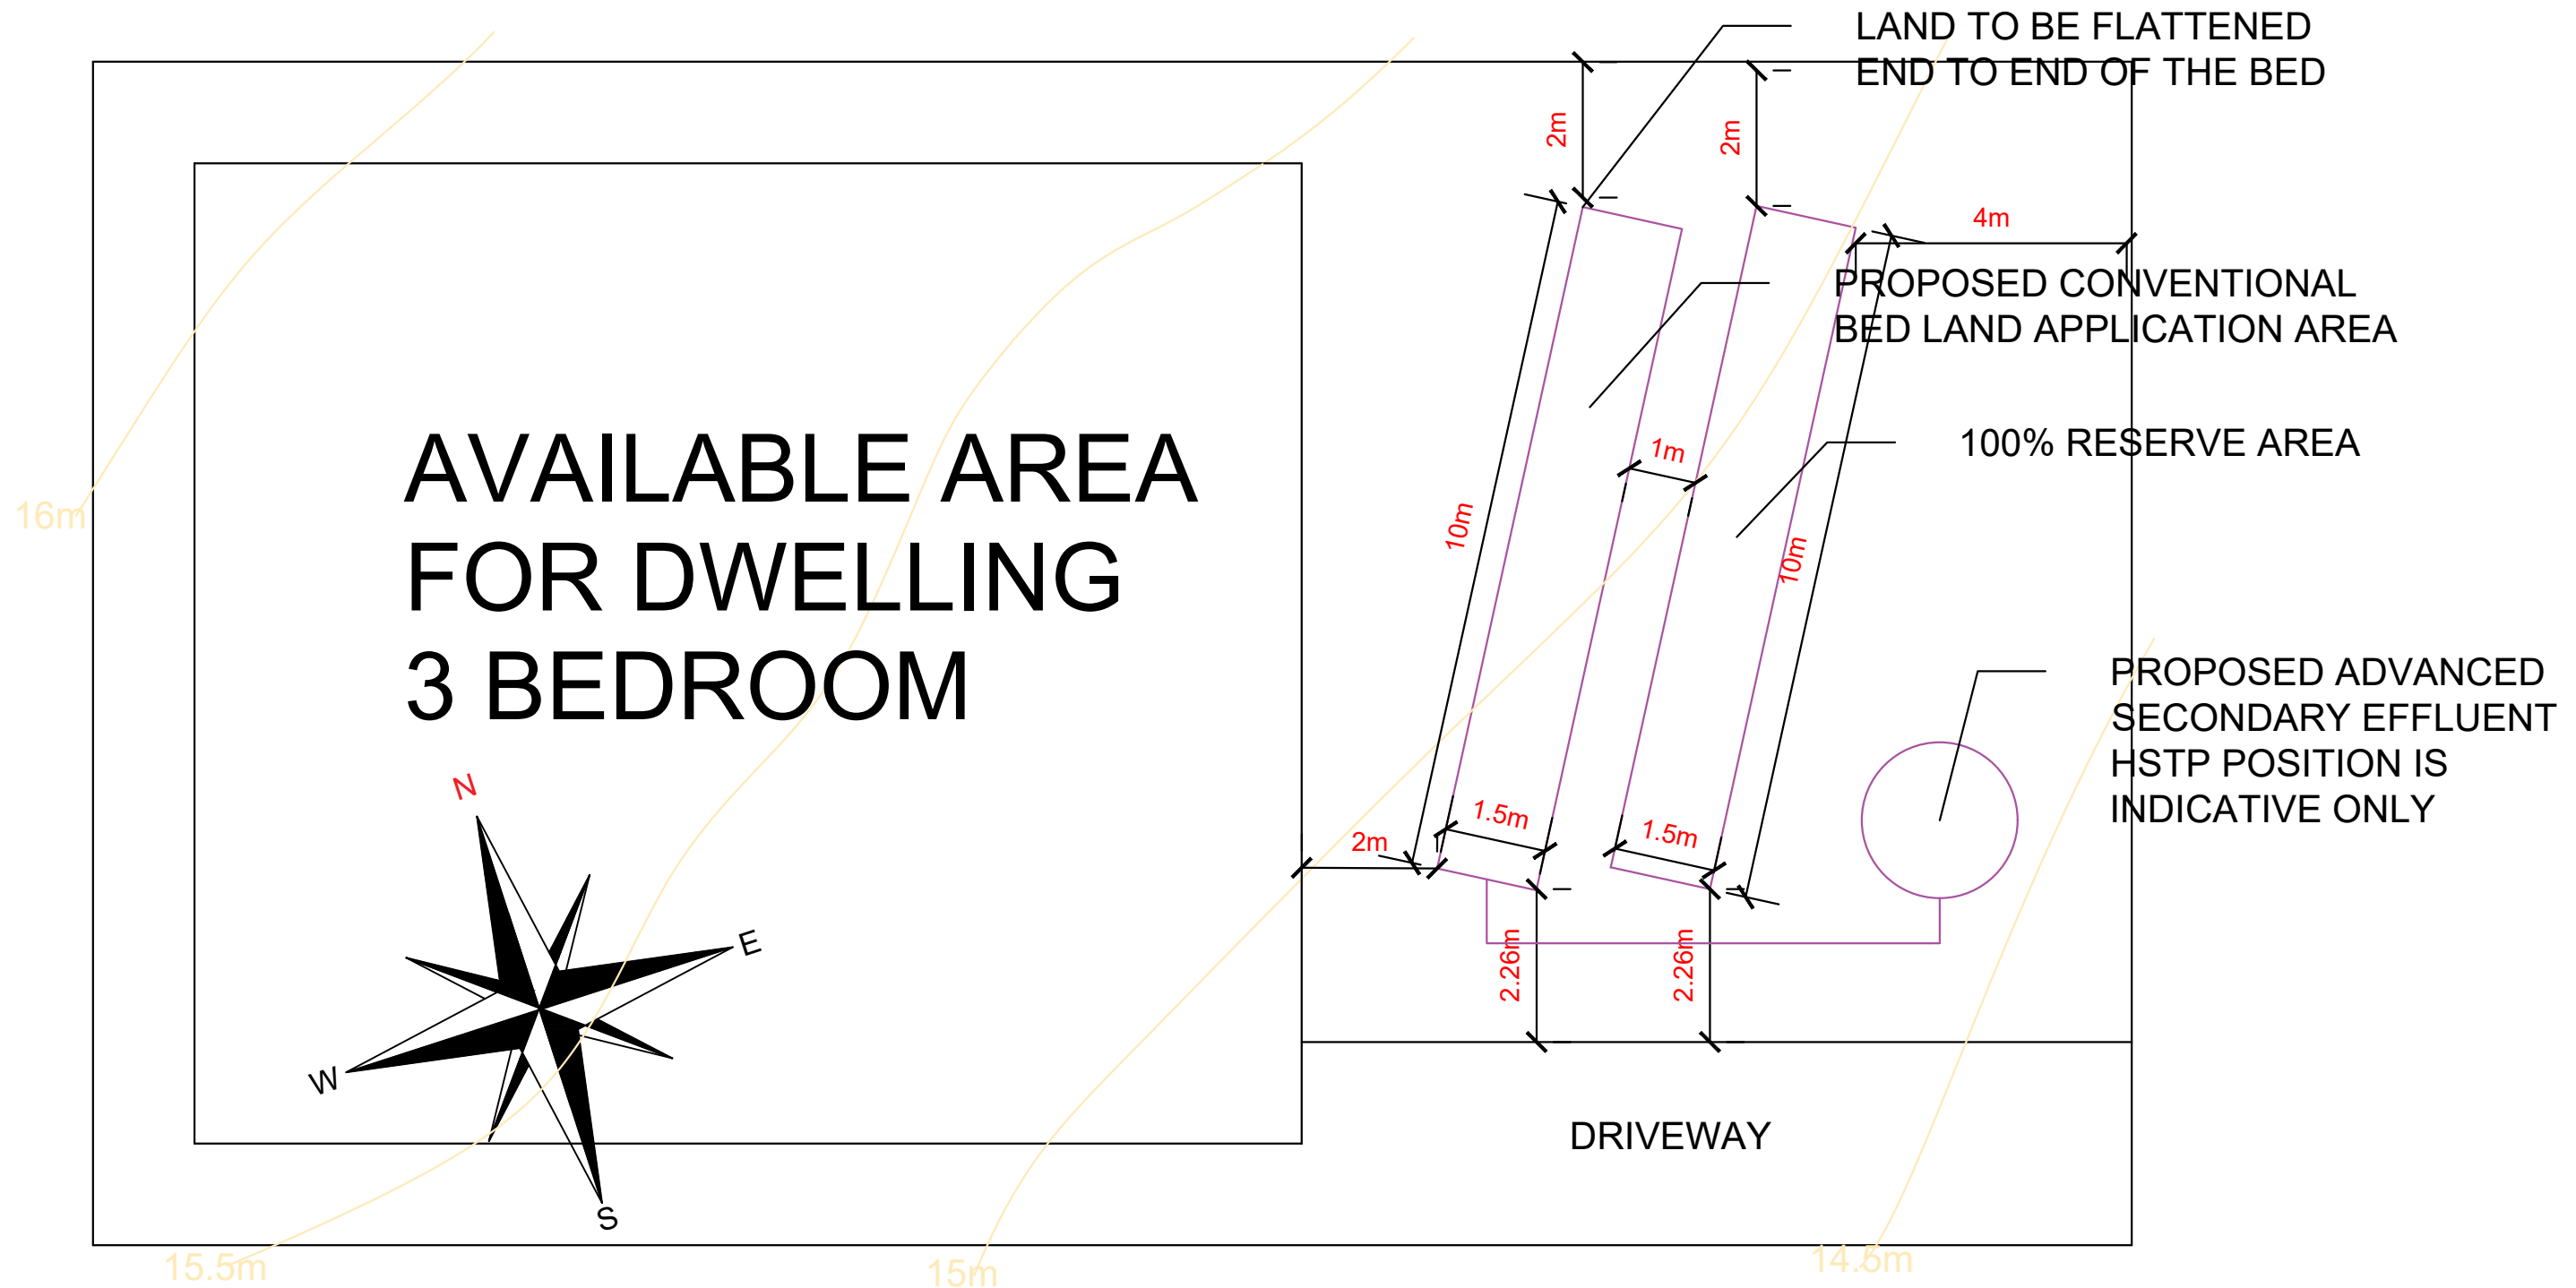 LAND TO BE FLATTENED
END TO END OF THE BED
2m
2m
4m
PROPOSED CONVENTIONAL
BED LAND APPLICATION AREA
100% RESERVE AREA
1m
10m
10m
AVAILABLE AREA
FOR DWELLING
3 BEDROOM
16m
PROPOSED ADVANCED
SECONDARY EFFLUENT
HSTP POSITION IS
INDICATIVE ONLY
N
E
W
S
2m
1.5m
1.5m
2.26m
2.26m
DRIVEWAY
15.5m
15m
14.5m